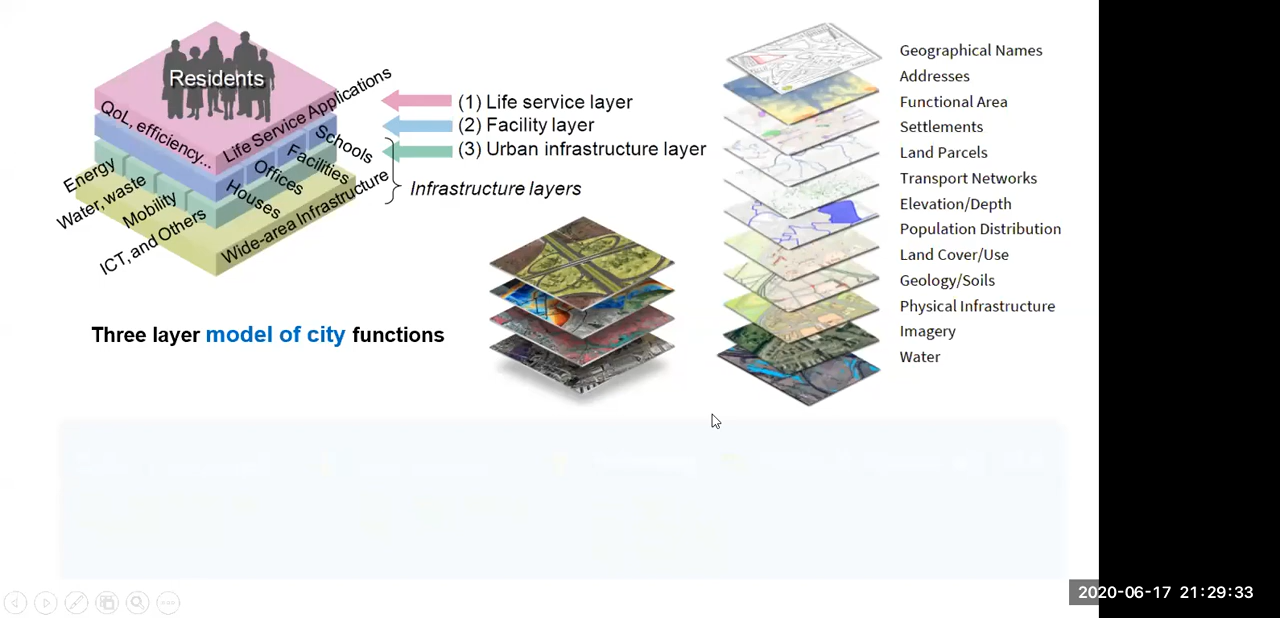 Residents
QoL, efficiency...
Life Service Applications
Schools
Facilities
Offices
Houses
Energy
Water, waste
Mobility
ICT, and Others
Wide-area Infrastructure
(1) Life service layer
(2) Facility layer
(3) Urban infrastructure layer
Infrastructure layers
Three layer model of city functions
Geographical Names
Addresses
Functional Area
Settlements
Land Parcels
Transport Networks
Elevation/Depth
Population Distribution
Land Cover/Use
Geology/Soils
Physical Infrastructure
Imagery
Water
2020-06-17 21:29:33